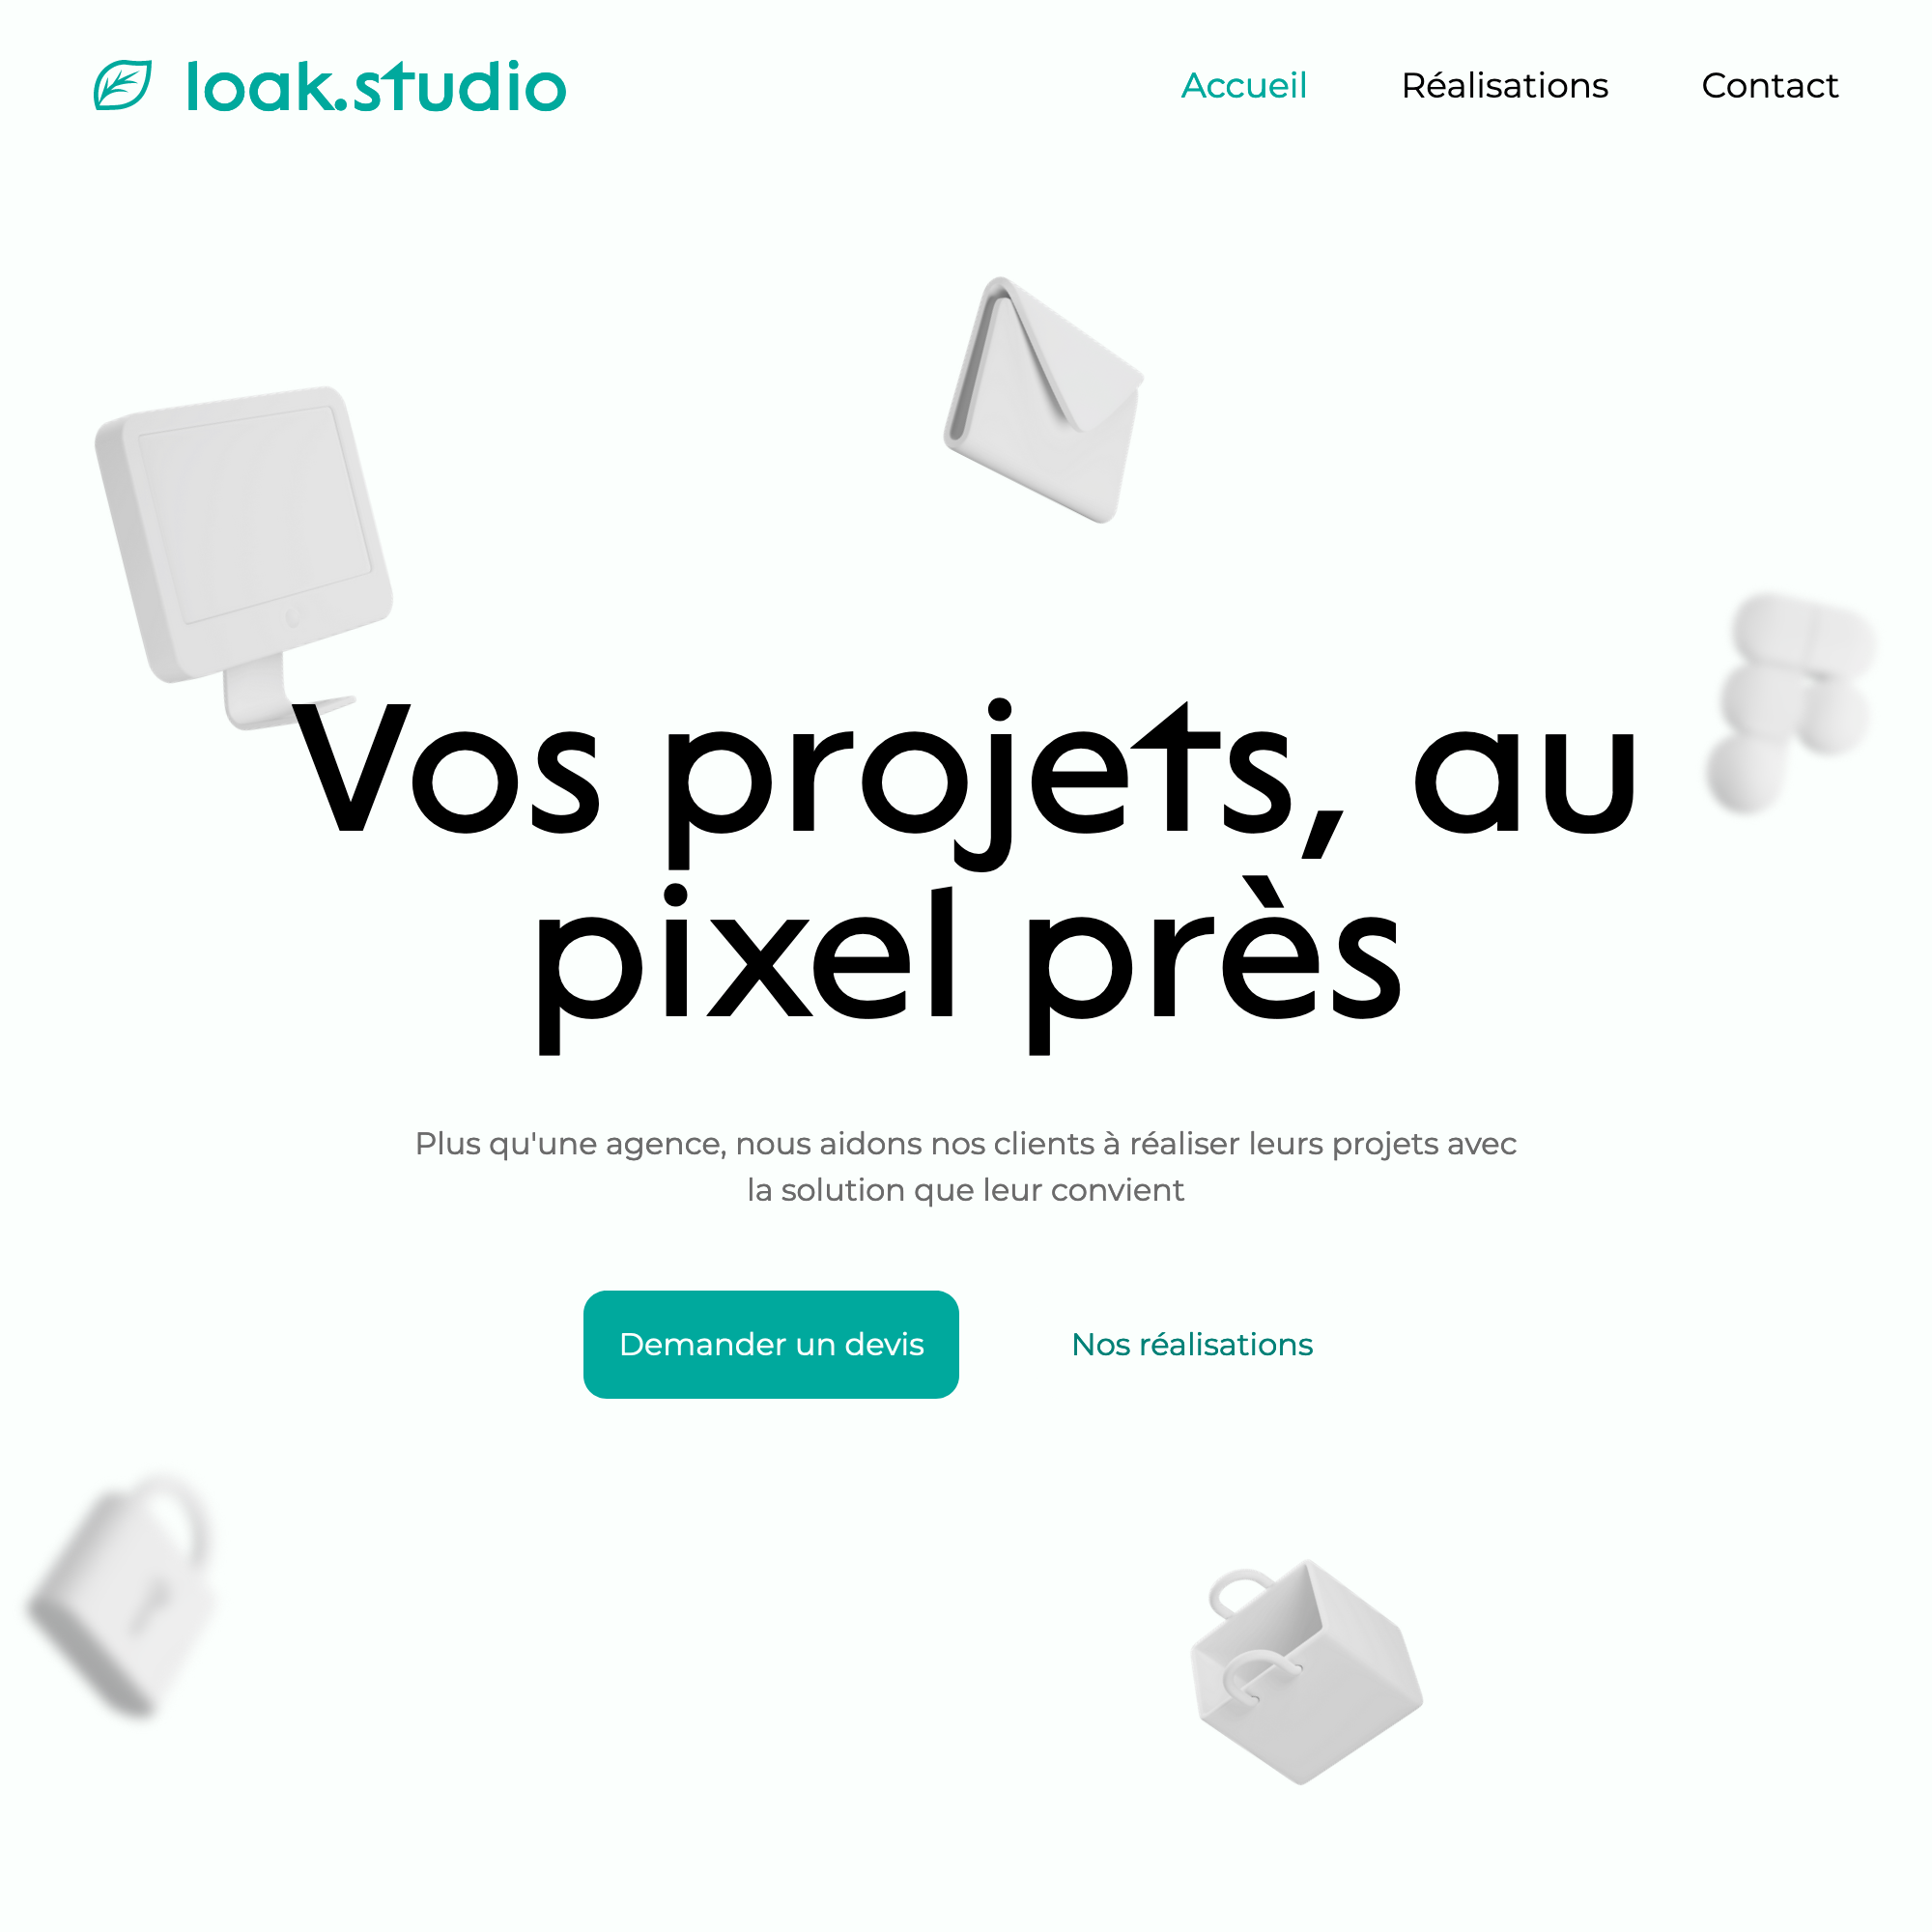 loak.studio
Accueil
Réalisations
Contact
Vos projets, au
pixel près
Plus qu'une agence, nous aidons nos clients à réaliser leurs projets avec
la solution que leur convient
Demander un devis
Nos réalisations